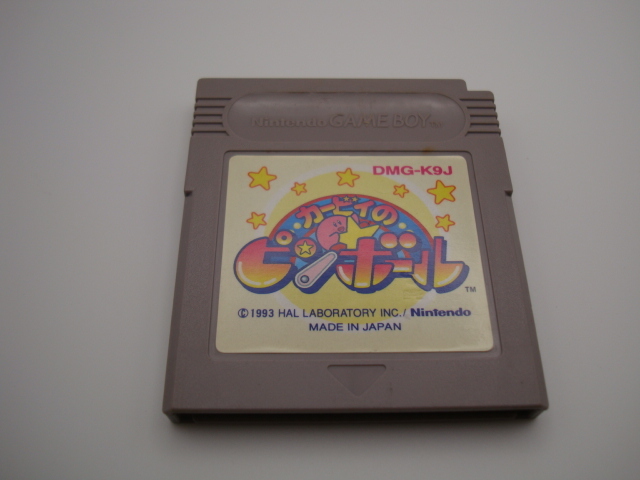 Nintendo GAME BOY TM
DMG-K9J
カービィの
ピンボール TM
© 1993 HAL LABORATORY INC./ Nintendo
MADE IN JAPAN